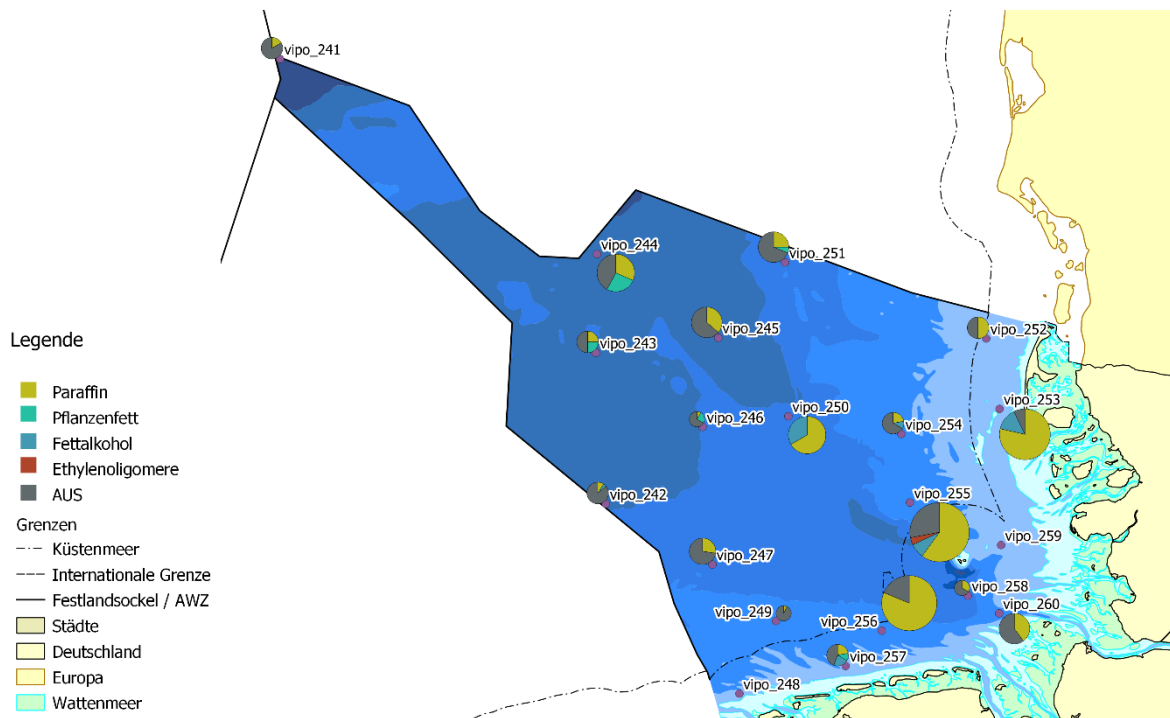 vipo_241
vipo_244
vipo_251
vipo_245
vipo_252
vipo_243
Legende
Paraffin
Pflanzenfett
Fettalkohol
Ethylenoligomere
AUS
Grenzen
Küstenmeer
Internationale Grenze
Festlandsockel / AWZ
Städte
Deutschland
Europa
Wattenmeer
vipo_253
vipo_250
vipo_246
vipo_254
vipo_242
vipo_255
vipo_259
vipo_247
vipo_258
vipo_249
vipo_256
vipo_260
vipo_257
vipo_248